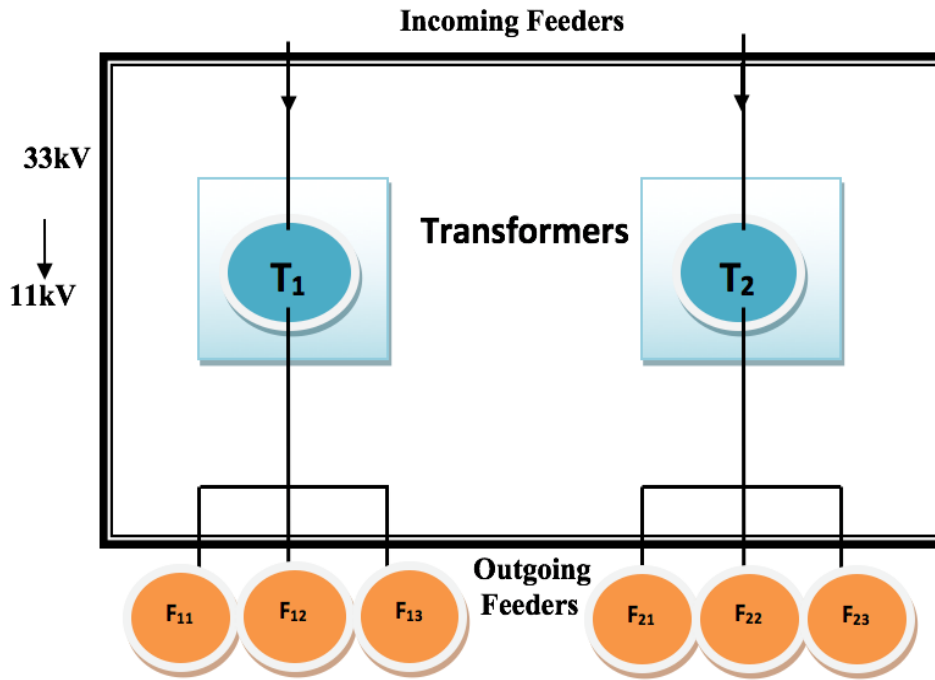 Incoming Feeders
33kV
11kV
Transformers
T1
T2
Outgoing
Feeders
F11
F12
F13
F21
F22
F23